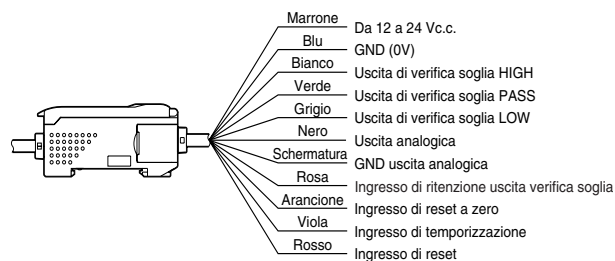 Marrone Da 12 a 24 Vc.c.
Blu GND (0V)
Bianco Uscita di verifica soglia HIGH
Verde Uscita di verifica soglia PASS
Grigio Uscita di verifica soglia LOW
Nero Uscita analogica
Schermatura GND uscita analogica
Rosa Ingresso di ritenzione uscita verifica soglia
Arancione Ingresso di reset a zero
Viola Ingresso di temporizzazione
Rosso Ingresso di reset